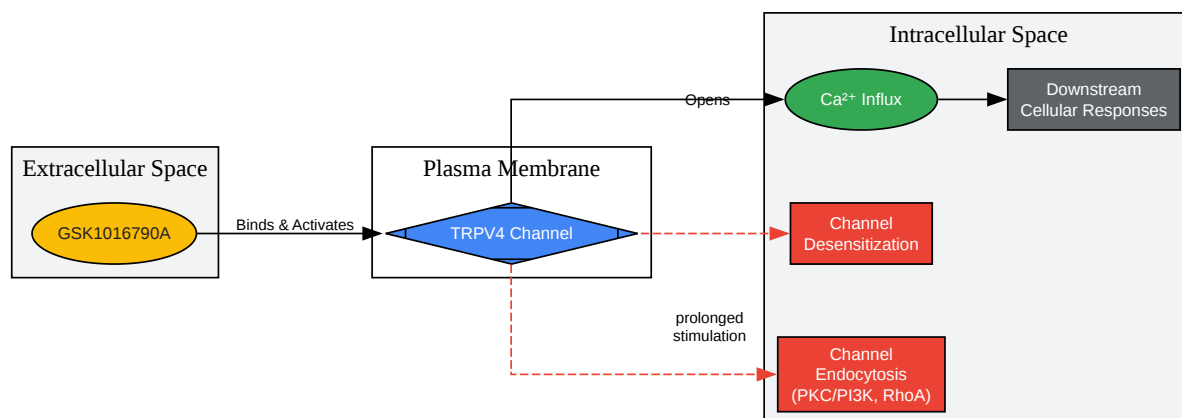 Intracellular Space
Opens
Ca²⁺ Influx
Downstream
Cellular Responses
Extracellular Space
Plasma Membrane
GSK1016790A
Binds & Activates
TRPV4 Channel
Channel
Desensitization
prolonged
stimulation
Channel
Endocytosis
(PKC/PI3K, RhoA)